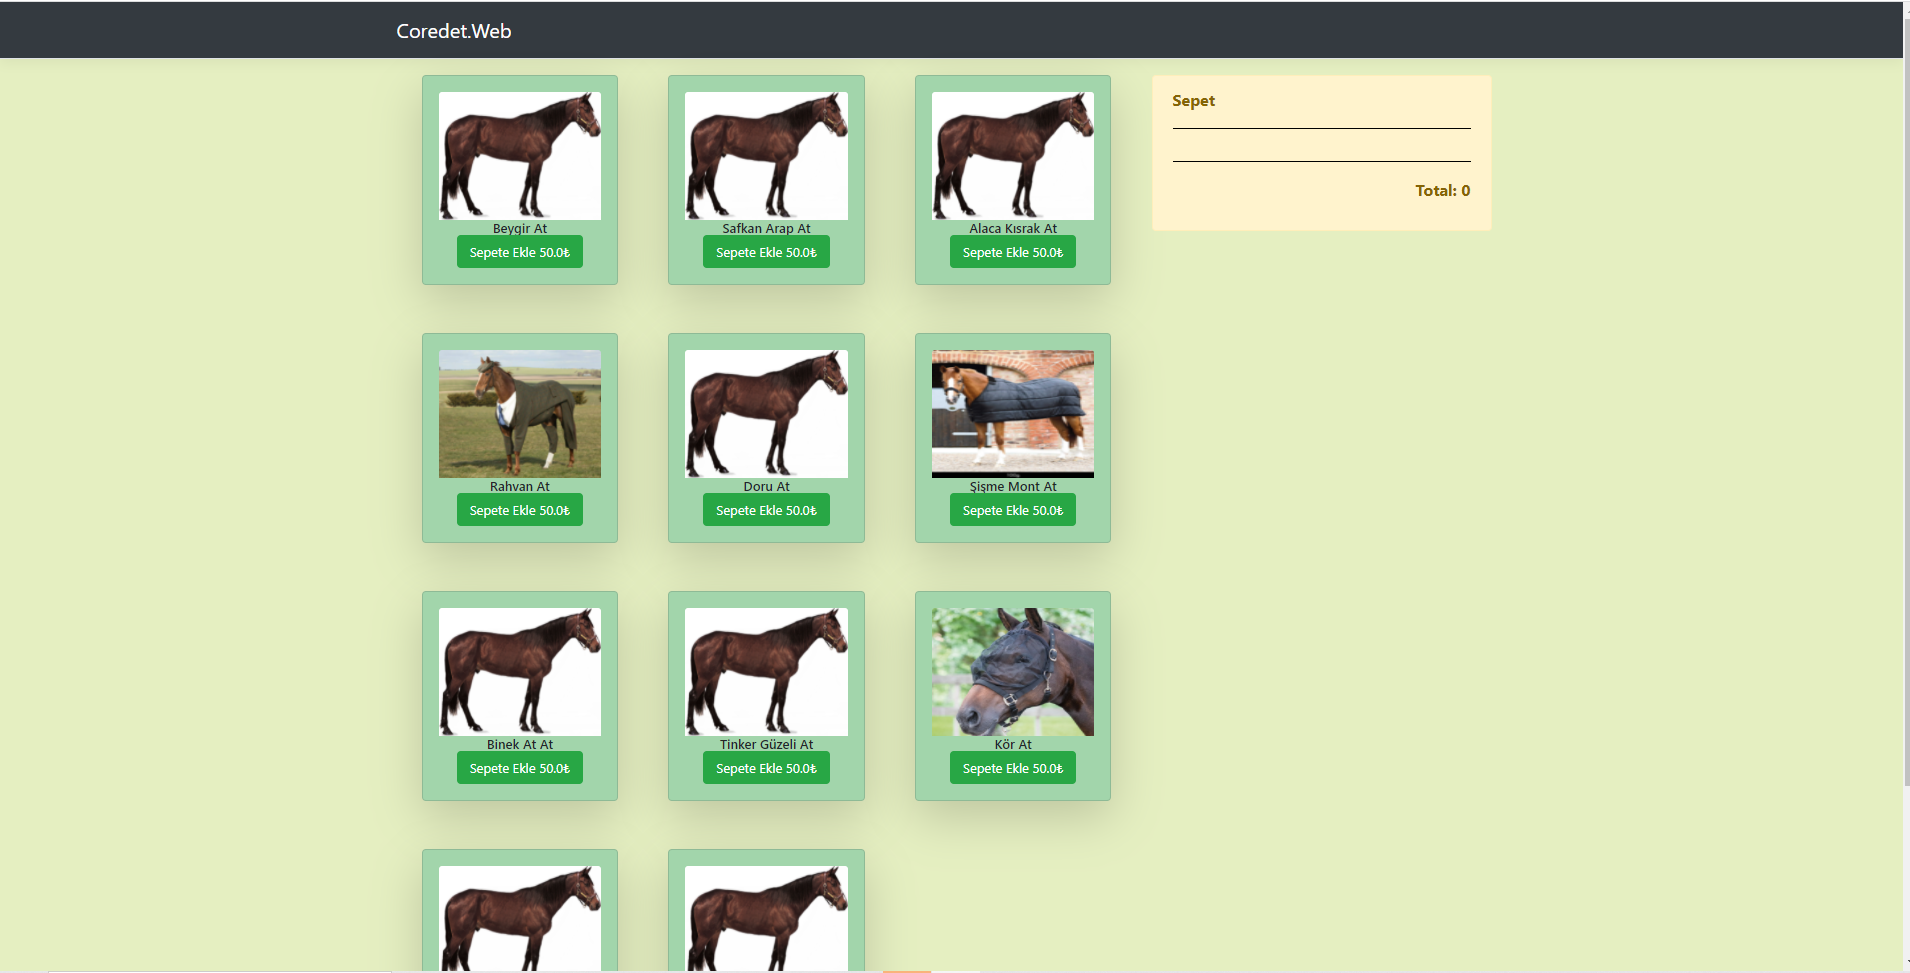 Coredet.Web
Beygir At
Sepete Ekle 50.0₺
Safkan Arap At
Sepete Ekle 50.0₺
Alaca Kısrak At
Sepete Ekle 50.0₺
Sepet
Total: 0
Rahvan At
Sepete Ekle 50.0₺
Doru At
Sepete Ekle 50.0₺
Şişme Mont At
Sepete Ekle 50.0₺
Binek At At
Sepete Ekle 50.0₺
Tinker Güzeli At
Sepete Ekle 50.0₺
Kör At
Sepete Ekle 50.0₺